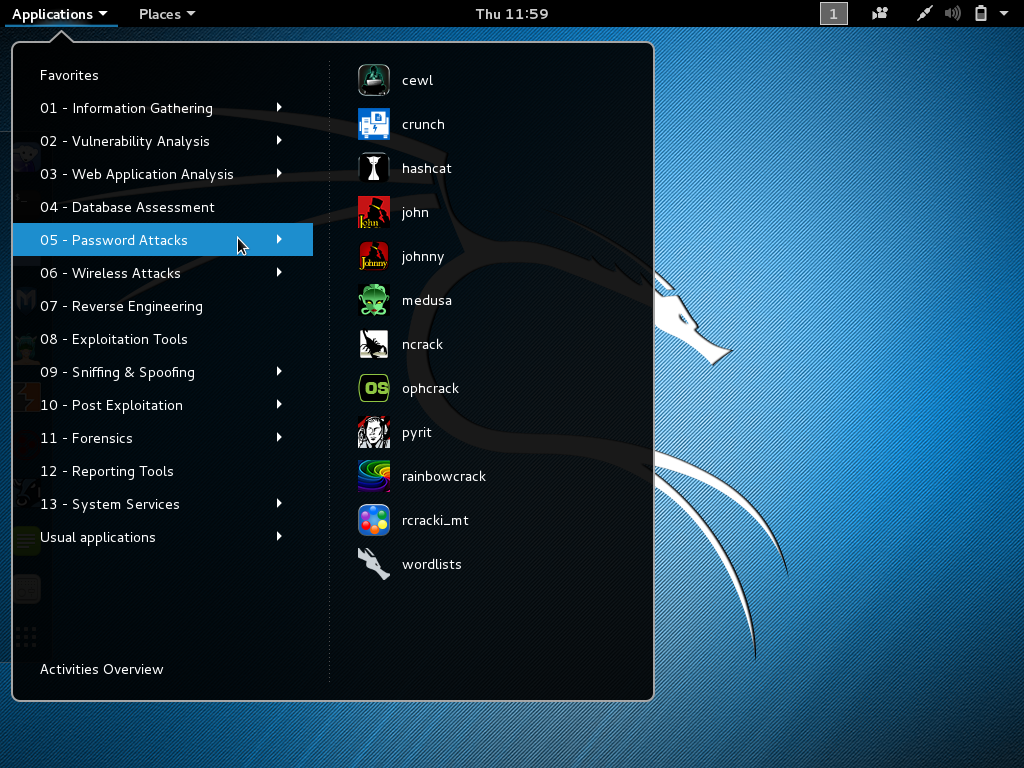 Applications Places Thu 11:59 1
Favorites
01 - Information Gathering
02 - Vulnerability Analysis
03 - Web Application Analysis
04 - Database Assessment
05 - Password Attacks
06 - Wireless Attacks
07 - Reverse Engineering
08 - Exploitation Tools
09 - Sniffing & Spoofing
10 - Post Exploitation
11 - Forensics
12 - Reporting Tools
13 - System Services
Usual applications
Activities Overview
cewl
crunch
hashcat
John
john
Johnny
johnny
medusa
ncrack
OS
ophcrack
pyrit
rainbowcrack
rcracki_mt
wordlists